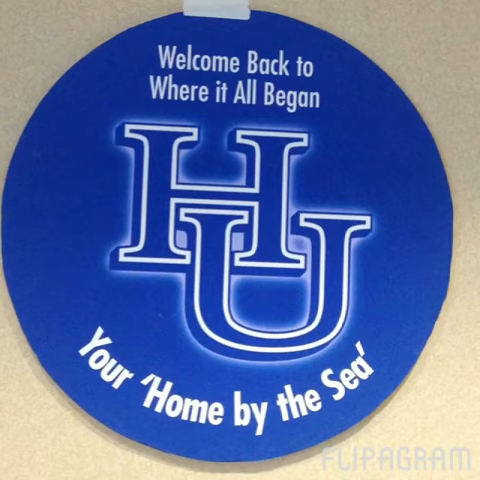 Welcome Back to
Where it All Began
HU
Your 'Home by the Sea'
FLIPAGRAM